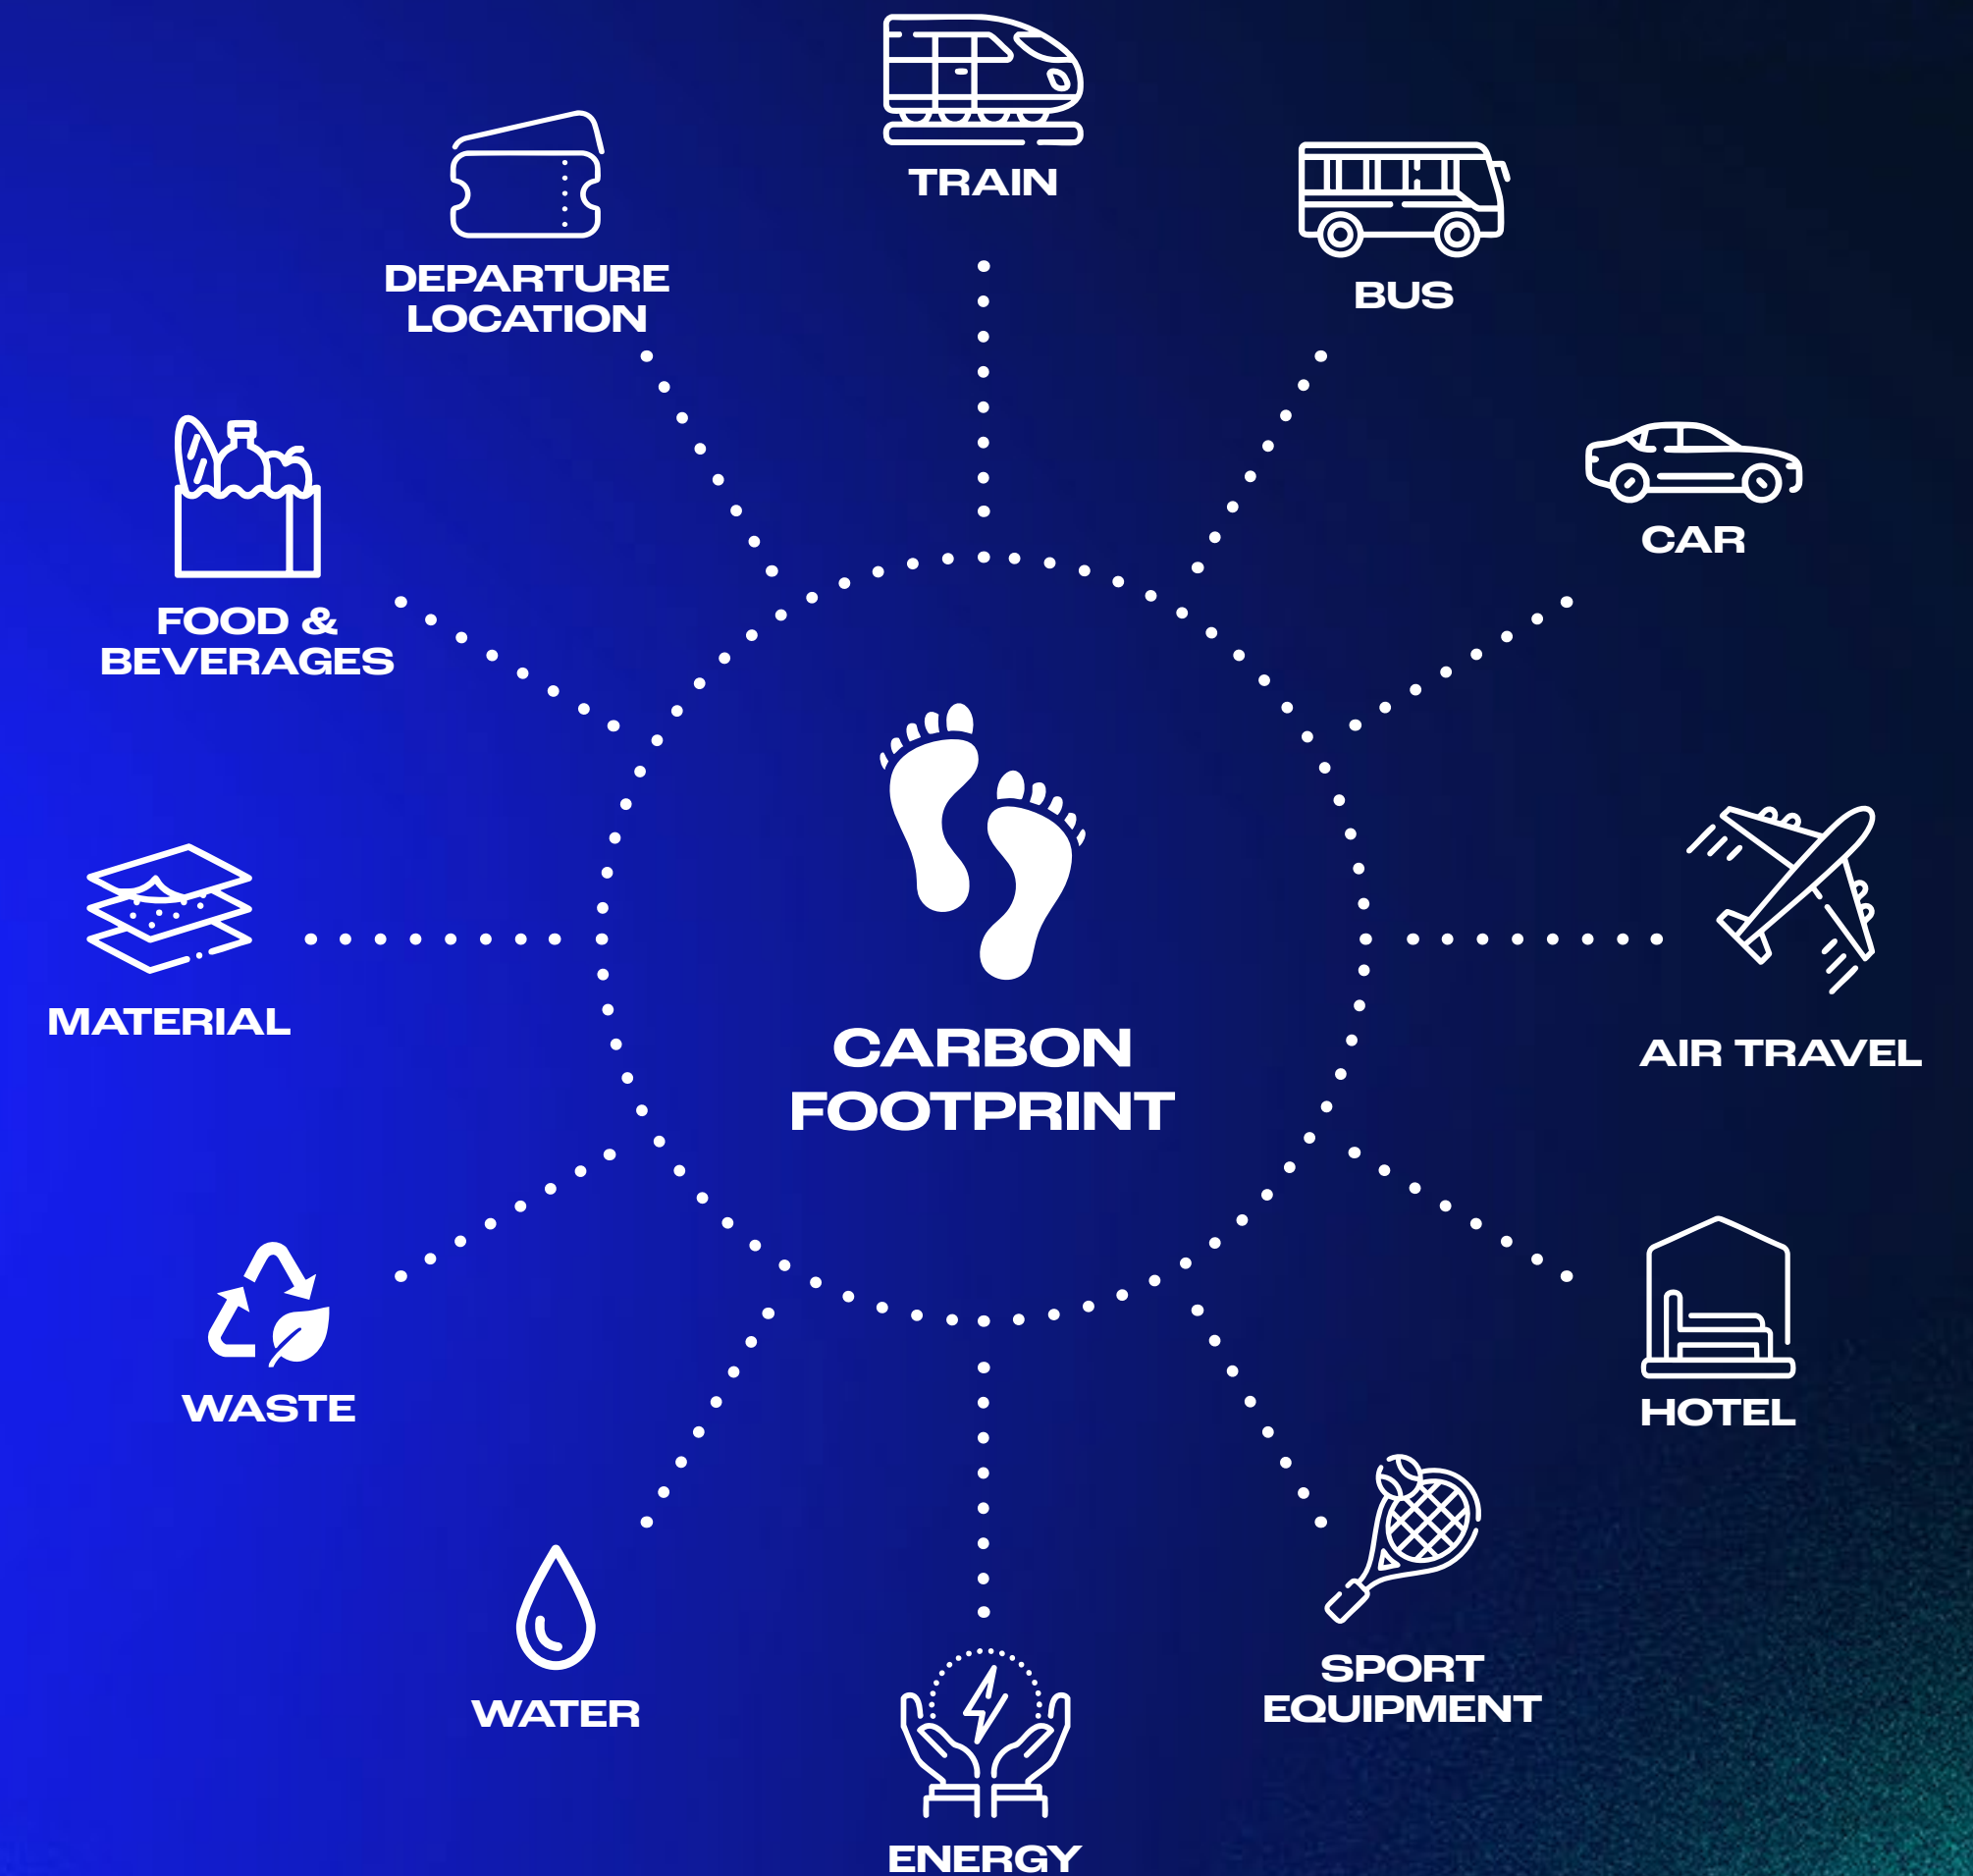 TRAIN
BUS
DEPARTURE
LOCATION
CAR
FOOD &
BEVERAGES
MATERIAL
CARBON
FOOTPRINT
AIR TRAVEL
WASTE
HOTEL
WATER
SPORT
EQUIPMENT
ENERGY